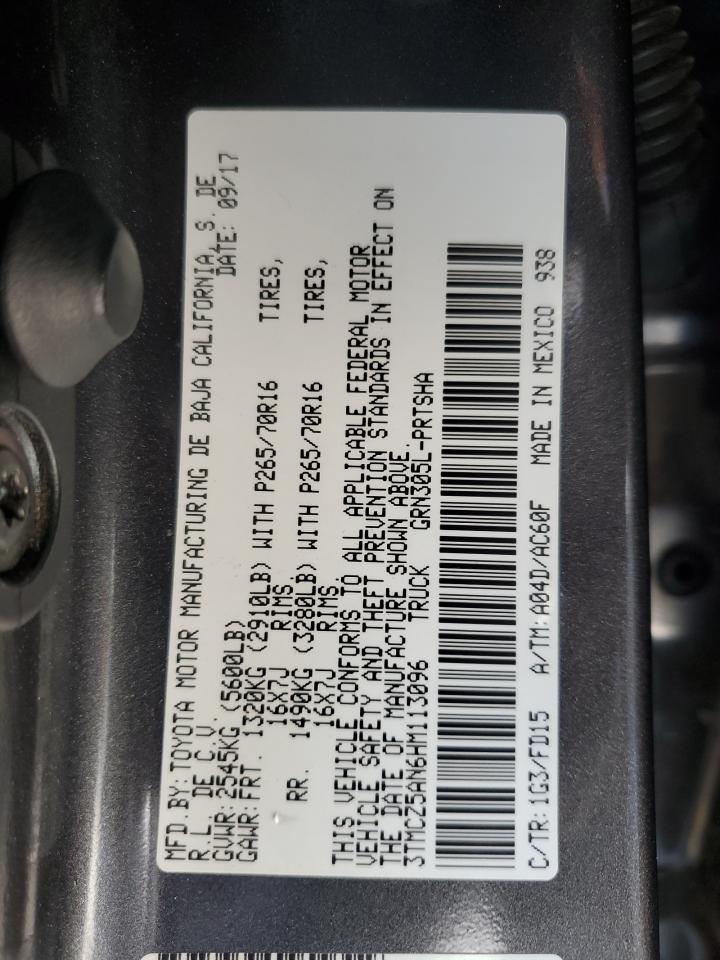 MFD.BY:TOYOTA MOTOR MANUFACTURING DE BAJA CALIFORNIA, S. DE
R.L. DE C.V. DATE: 09/17
GVWR:2545KG (5600LB)
GAWR:FRT. 1320KG (2910LB) WITH P265/70R16 TIRES,
16X7J RIMS.
RR. 1490KG (3280LB) WITH P265/70R16 TIRES,
16X7J RIMS.
THIS VEHICLE CONFORMS TO ALL APPLICABLE FEDERAL MOTOR
VEHICLE SAFETY AND THEFT PREVENTION STANDARDS IN EFFECT ON
THE DATE OF MANUFACTURE SHOWN ABOVE.
3TMCZ5AN6HM113096 TRUCK GRN305L-PRTSHA
C/TR:1G3/FD15 A/TM:A04D/AC60F MADE IN MEXICO 938